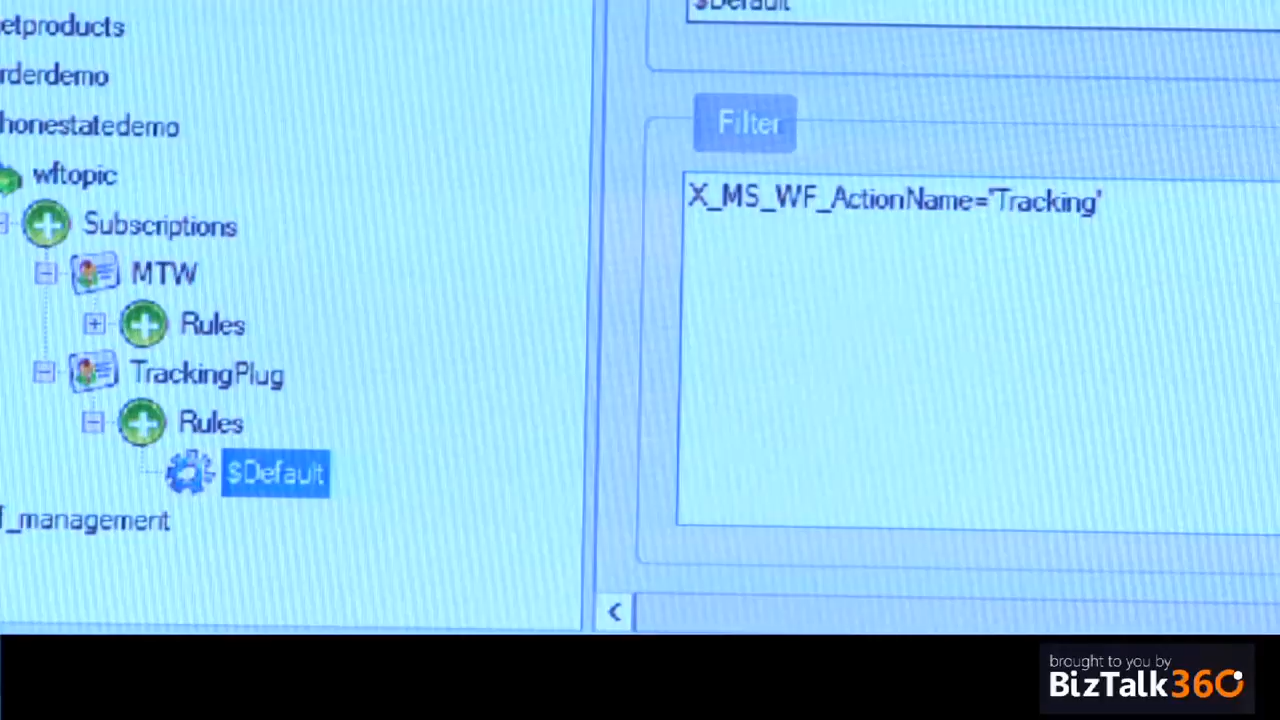 etproducts
rderdemo
honestatedemo
wftopic
Subscriptions
MTW
Rules
TrackingPlug
Rules
$Default
f_management
$Default
Filter
X_MS_WF_ActionName='Tracking'
brought to you by
BizTalk360